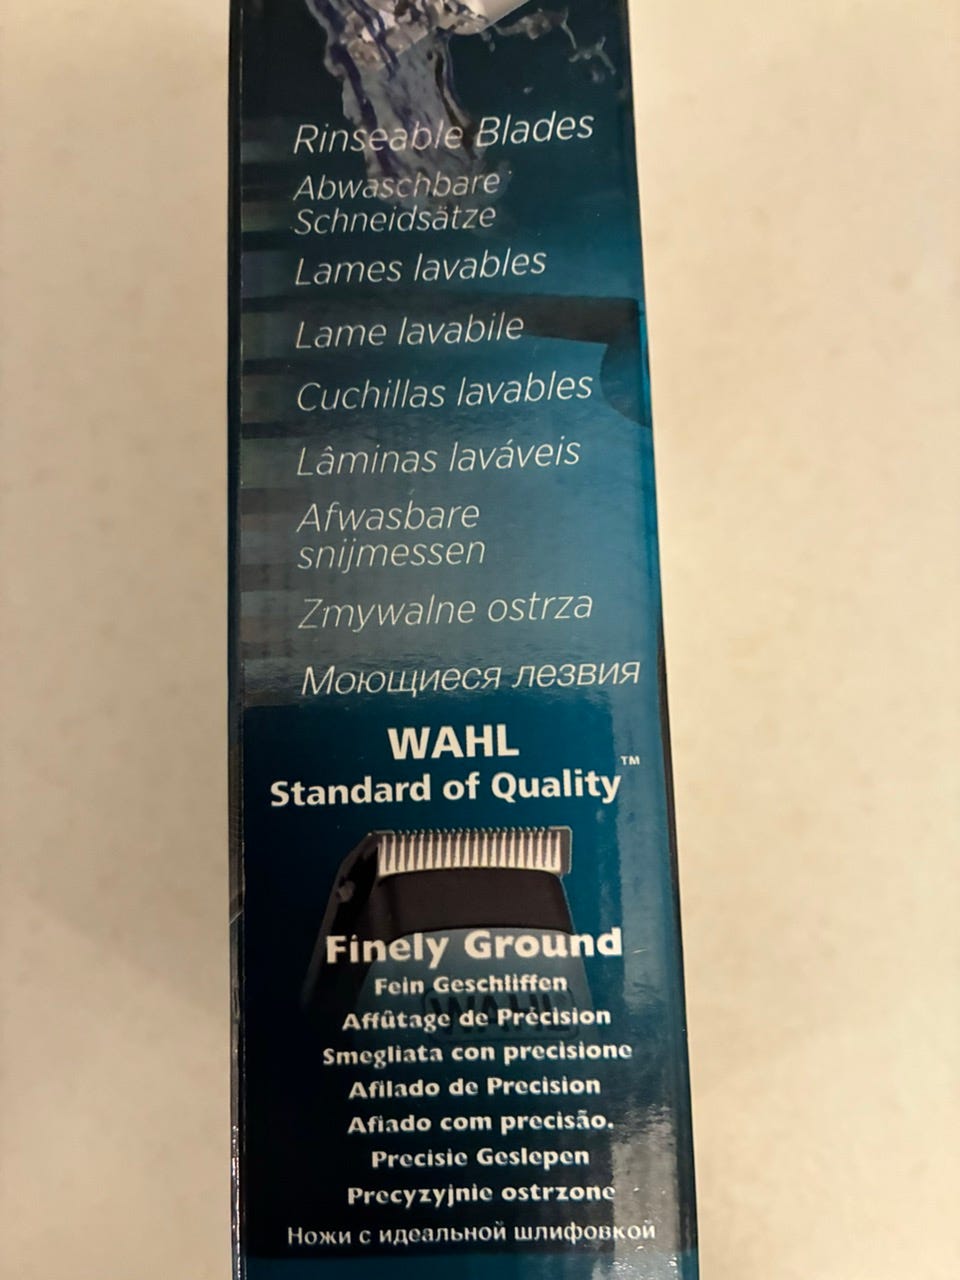 Rinseable Blades
Abwaschbare
Schneidsätze
Lames lavables
Lame lavabile
Cuchillas lavables
Lâminas laváveis
Afwasbare
snijmessen
Zmywalne ostrza
Моющиеся лезвия
WAHL
Standard of Quality™
Finely Ground
Fein Geschliffen
WAHL
Affûtage de Précision
Smegliata con precisione
Afilado de Precision
Afiado com precisão.
Precisie Geslepen
Precyzyjnie ostrzone
Ножи с идеальной шлифовкой